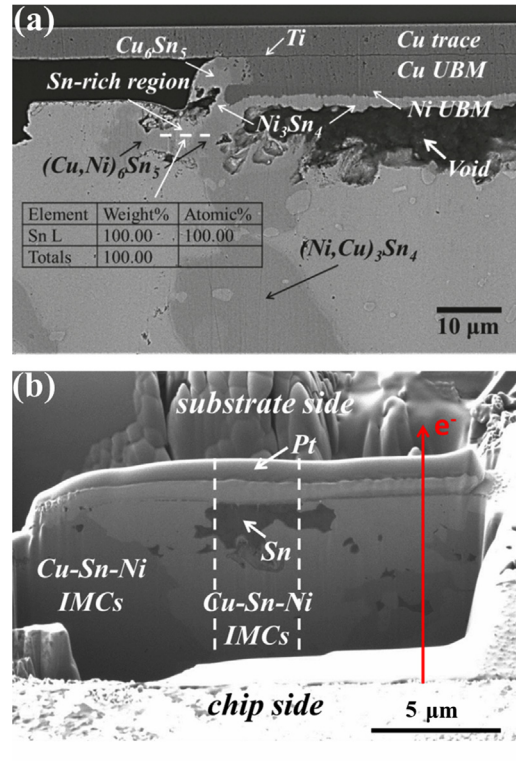 (a)
Cu6Sn5
Ti
Cu trace
Sn-rich region
Cu UBM
Ni UBM
Ni3Sn4
(Cu,Ni)6Sn5
Void
Element Weight% Atomic%
Sn L 100.00 100.00
Totals 100.00
(Ni,Cu)3Sn4
10 µm
(b)
substrate side
e-
Pt
Sn
Cu-Sn-Ni
IMCs
Cu-Sn-Ni
IMCs
chip side
5 µm